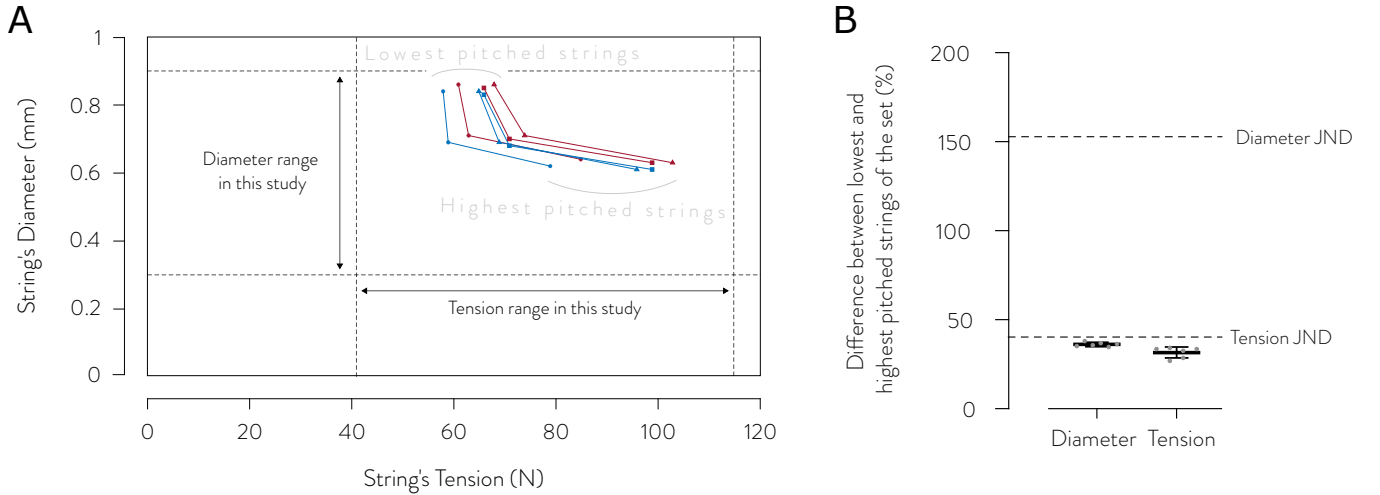 A
String's Diameter (mm)
1
0.8
0.6
0.4
0.2
0
Lowest pitched strings
Diameter range
in this study
Highest pitched strings
Tension range in this study
0
20
40
60
80
100
120
String's Tension (N)
B
Difference between lowest and
highest pitched strings of the set (%)
200
150
100
50
0
Diameter JND
Tension JND
Diameter
Tension